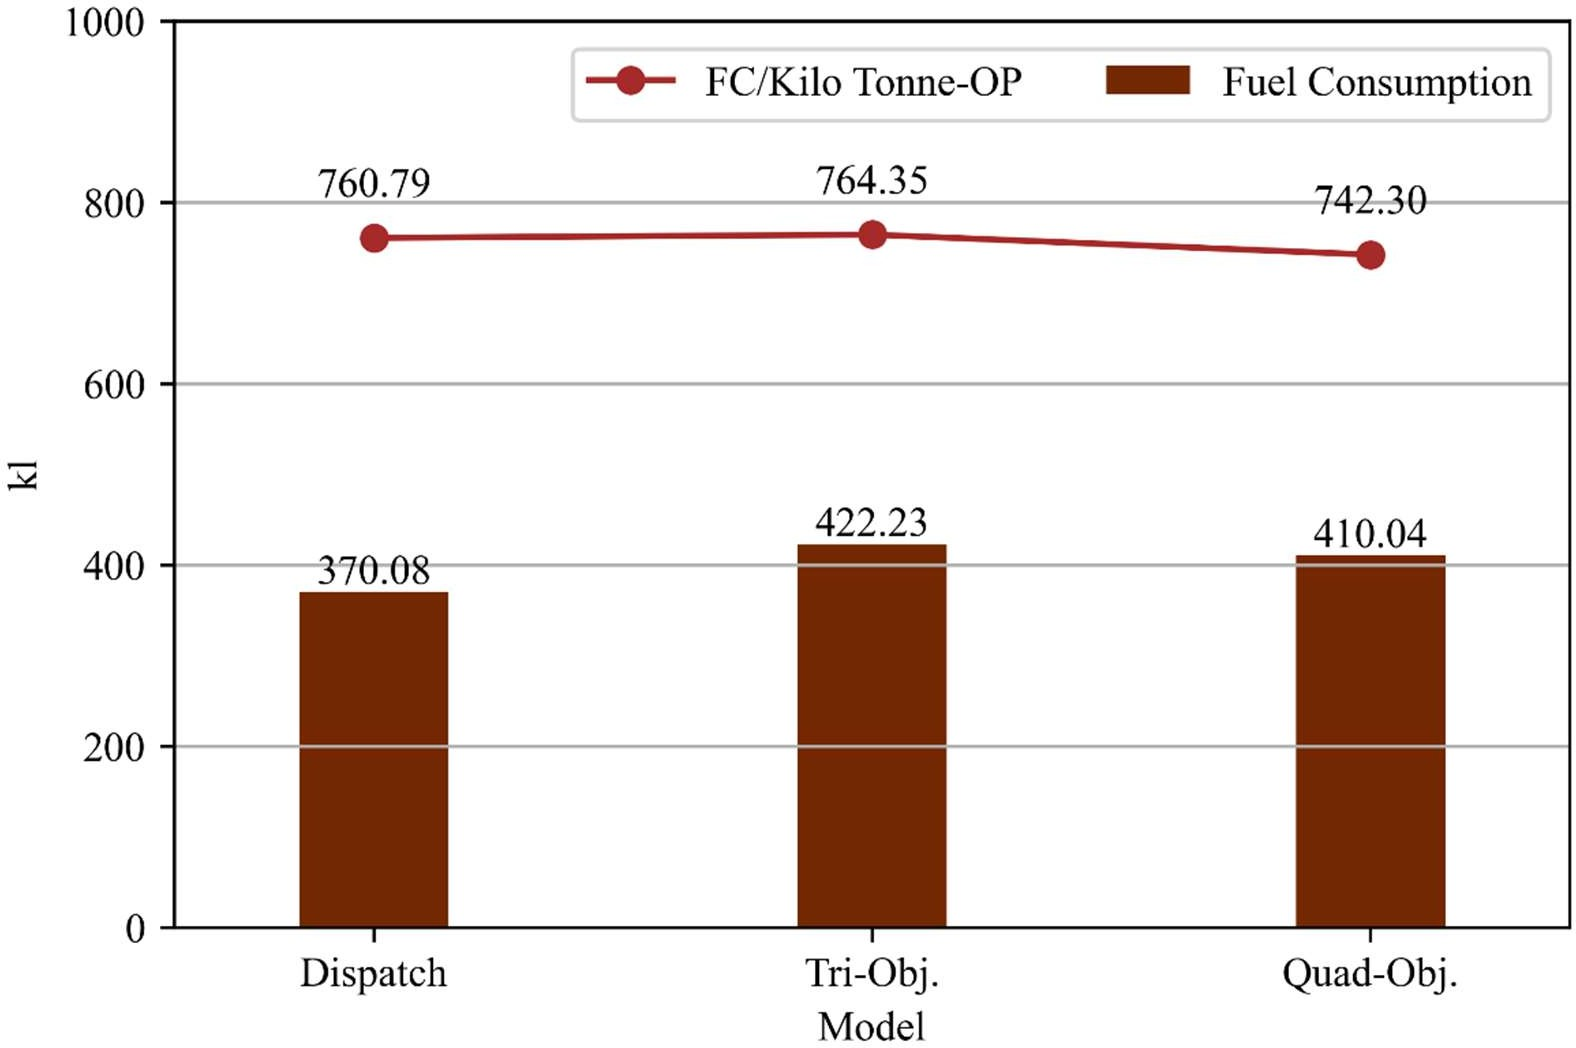 1000
FC/Kilo Tonne-OP
Fuel Consumption
760.79
764.35
742.30
800
600
kl
422.23
410.04
370.08
400
200
0
Dispatch
Tri-Obj.
Quad-Obj.
Model